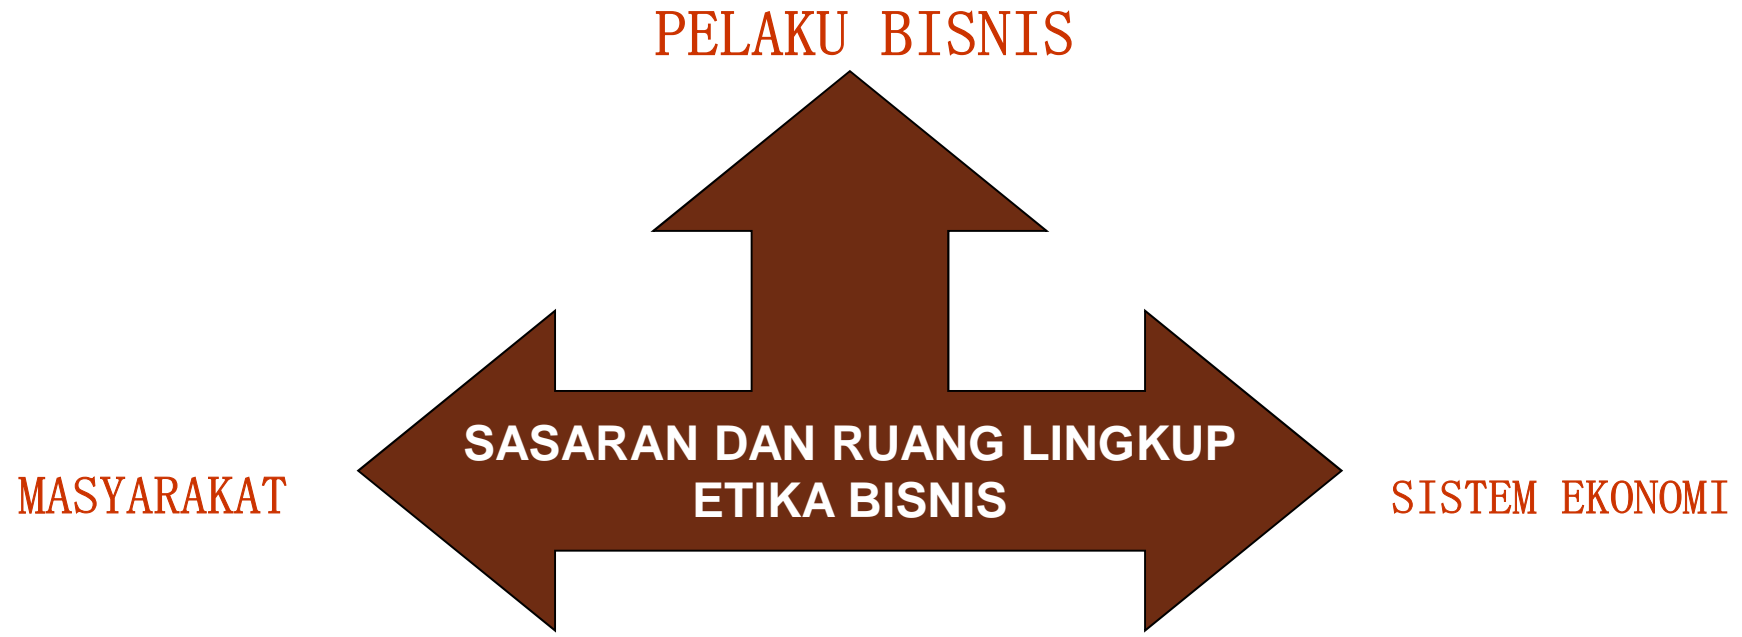 PELAKU BISNIS
SASARAN DAN RUANG LINGKUP
ETIKA BISNIS
MASYARAKAT
SISTEM EKONOMI